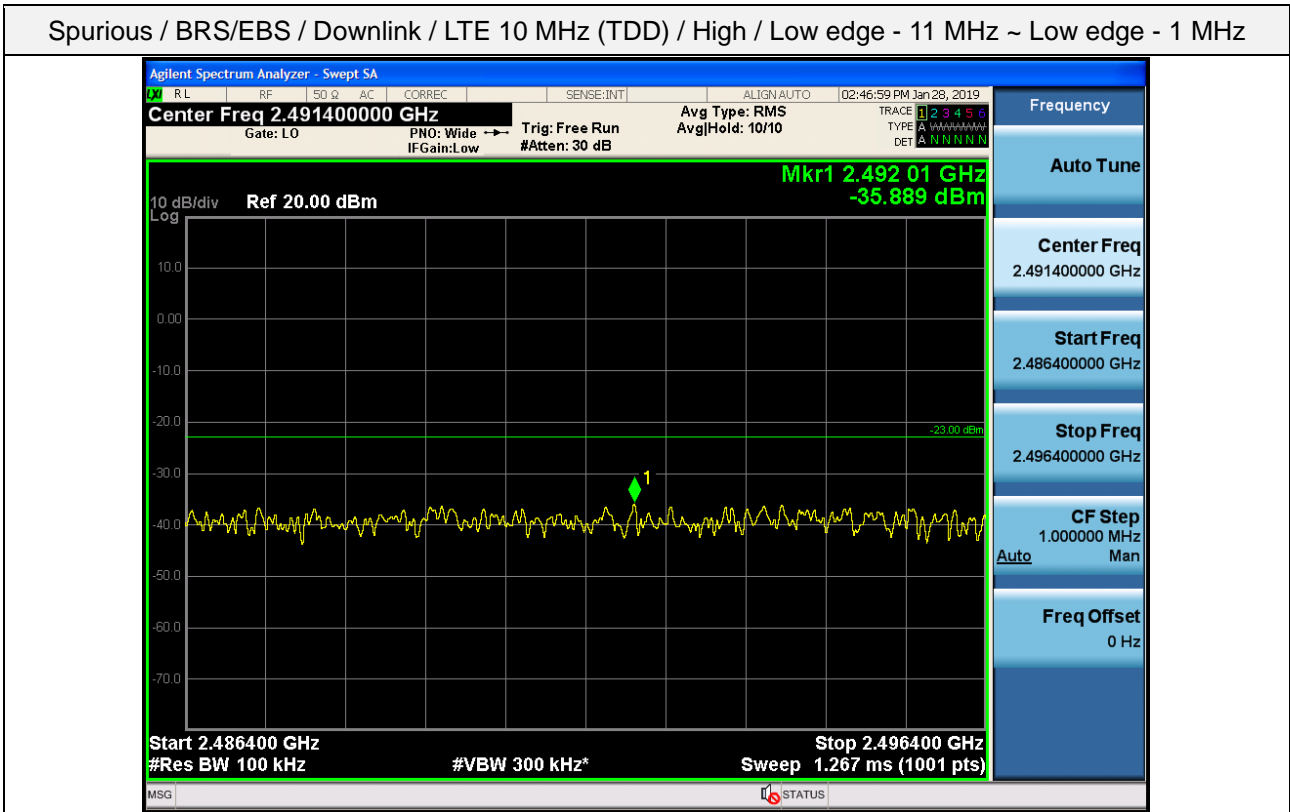 Spurious / BRS/EBS / Downlink / LTE 10 MHz (TDD) / High / Low edge - 11 MHz ~ Low edge - 1 MHz
Agilent Spectrum Analyzer - Swept SA
LXI RL RF 50 Ω AC CORREC SENSE:INT ALIGN AUTO 02:46:59 PM Jan 28, 2019
Center Freq 2.491400000 GHz
Gate: LO
PNO: Wide
IFGain:Low
Trig: Free Run
#Atten: 30 dB
Avg Type: RMS
Avg|Hold: 10/10
TRACE 1 2 3 4 5 6
TYPE A WWWWW
DET A N N N N N
Mkr1 2.492 01 GHz
-35.889 dBm
10 dB/div Ref 20.00 dBm
Log
10.0
0.00
-10.0
-20.0
-23.00 dBm
-30.0
1
-40.0
-50.0
-60.0
-70.0
Start 2.486400 GHz Stop 2.496400 GHz
#Res BW 100 kHz #VBW 300 kHz* Sweep 1.267 ms (1001 pts)
MSG STATUS
Frequency
Auto Tune
Center Freq
2.491400000 GHz
Start Freq
2.486400000 GHz
Stop Freq
2.496400000 GHz
CF Step
1.000000 MHz
Auto Man
Freq Offset
0 Hz